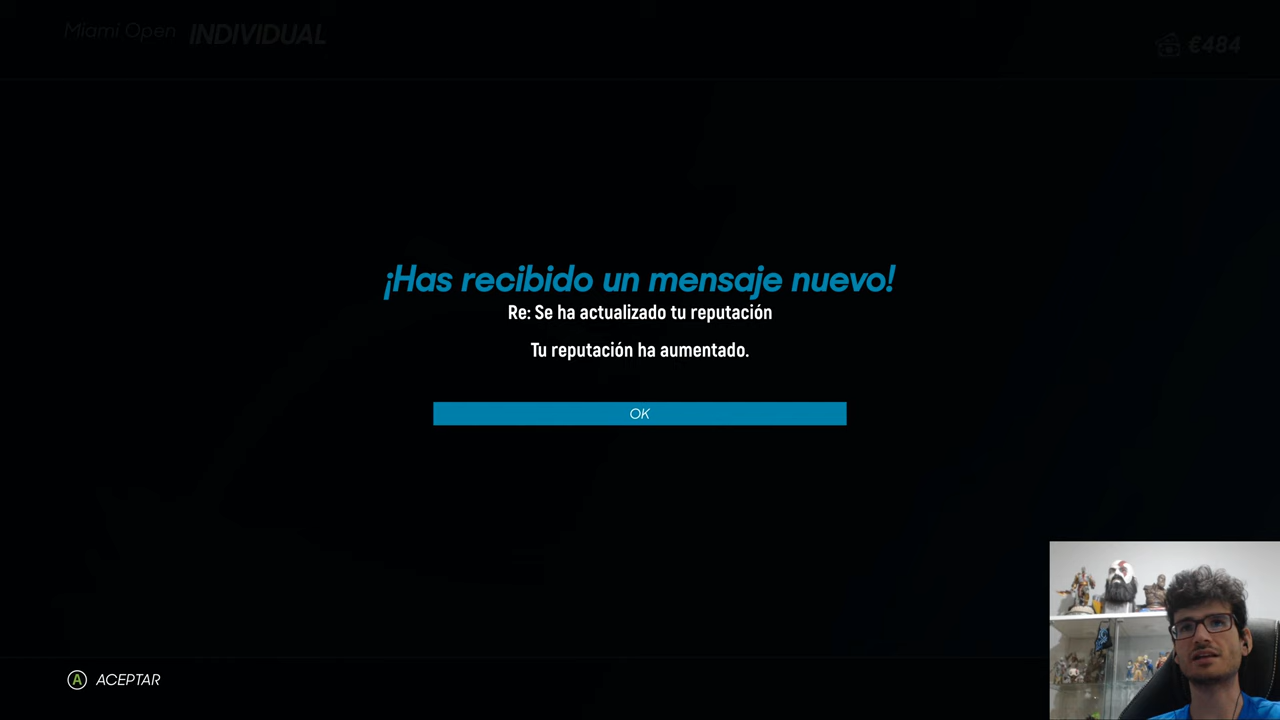 Miami Open INDIVIDUAL
€484
¡Has recibido un mensaje nuevo!
Re: Se ha actualizado tu reputación
Tu reputación ha aumentado.
OK
A ACEPTAR